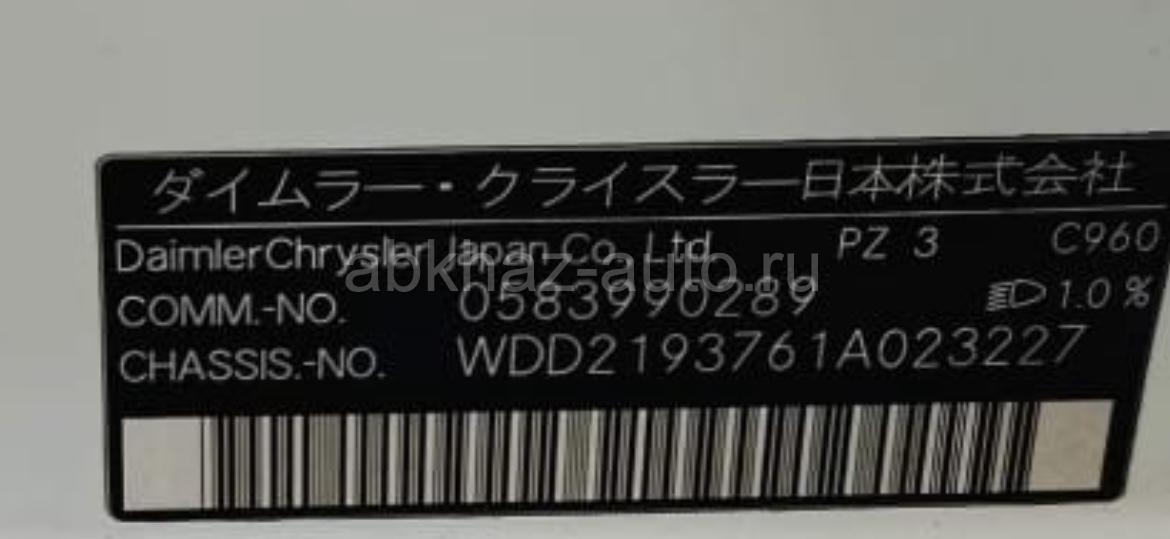 ダイムラー・クライスラー日本株式会社
DaimlerChrysler Japan Co., Ltd. PZ 3 C960
abkhaz-auto.ru
COMM.-NO. 0583990289 1.0 %
CHASSIS.-NO. WDD2193761A023227